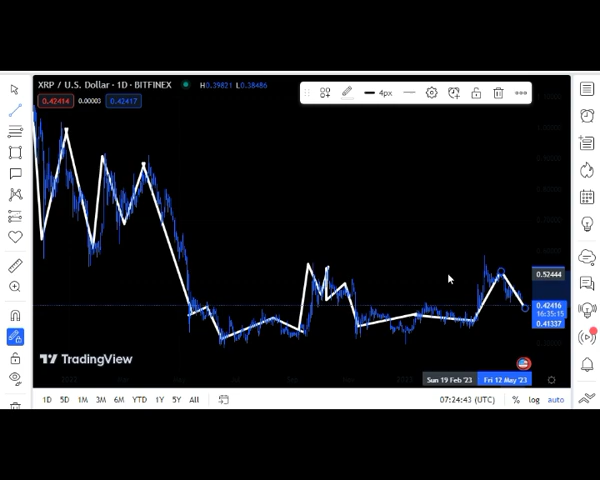 XRP / U.S. Dollar · 1D · BITFINEX H0.39821 L0.38486
0.42414 0.00003 0.42417
4px
0.52444
0.42416
16:35:15
0.41337
TradingView
2022
2023
Sun 19 Feb '23 Fri 12 May '23
1D 5D 1M 3M 6M YTD 1Y 5Y All
07:24:43 (UTC) % log auto